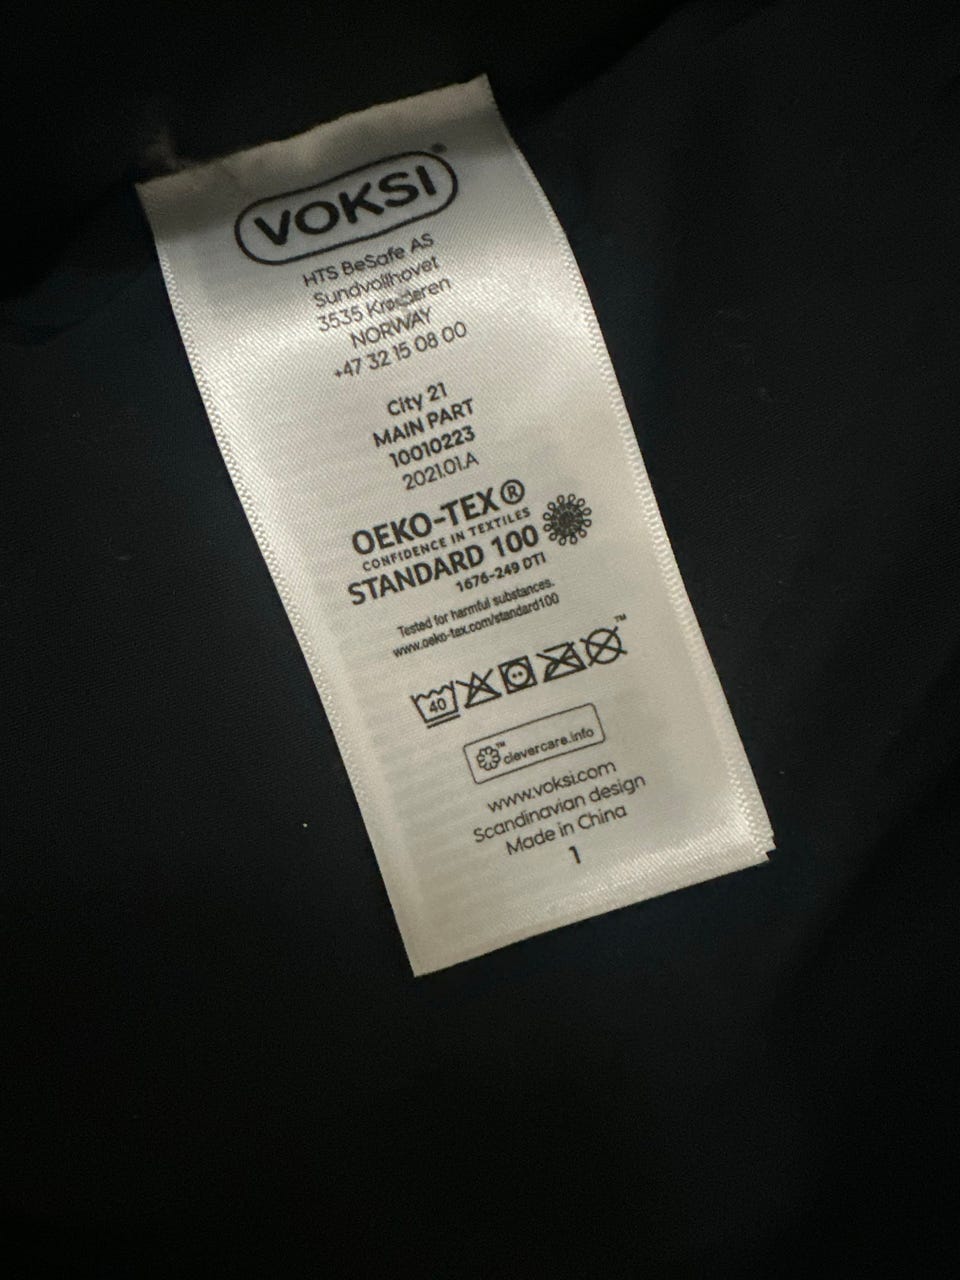 VOKSI®
HTS BeSafe AS
Sundvollhovet
3535 Krøderen
NORWAY
+47 32 15 08 00
City 21
MAIN PART
10010223
2021.01.A
OEKO-TEX®
CONFIDENCE IN TEXTILES
STANDARD 100
1676-249 DTI
Tested for harmful substances.
www.oeko-tex.com/standard100
40 ™
™ clevercare.info
www.voksi.com
Scandinavian design
Made in China
1